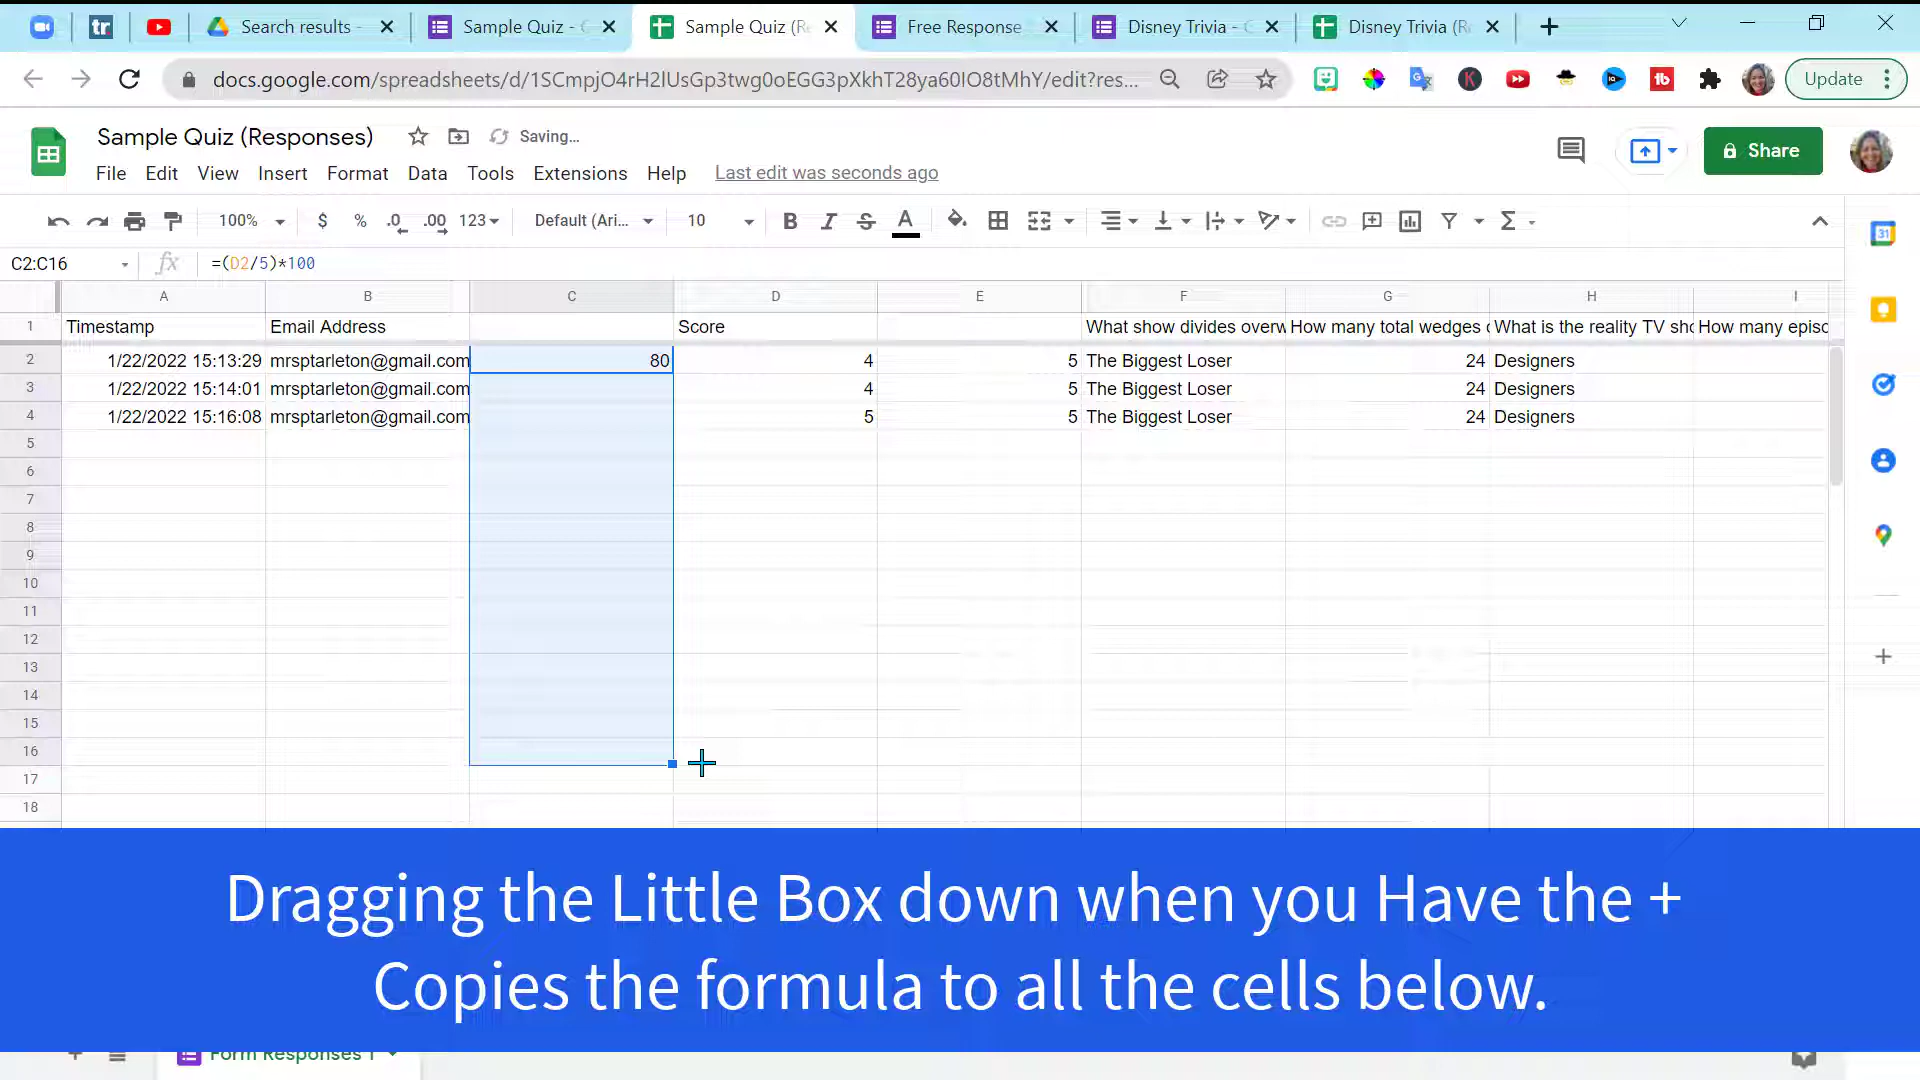 tr
Search results -
Sample Quiz -
Sample Quiz (R
Free Response
Disney Trivia -
Disney Trivia (R
docs.google.com/spreadsheets/d/1SCmpjO4rH2lUsGp3twg0oEGG3pXkhT28ya60IO8tMhY/edit?res...
Update
Sample Quiz (Responses)
Saving...
Share
File Edit View Insert Format Data Tools Extensions Help Last edit was seconds ago
100% $ % .0 .00 123 Default (Ari... 10 B I S A
31
C2:C16 fx =(D2/5)*100
A B C D E F G H I
1 Timestamp Email Address Score What show divides overw How many total wedges What is the reality TV sho How many episo
2 1/22/2022 15:13:29 mrsptarleton@gmail.com 80 4 5 The Biggest Loser 24 Designers
3 1/22/2022 15:14:01 mrsptarleton@gmail.com 4 5 The Biggest Loser 24 Designers
4 1/22/2022 15:16:08 mrsptarleton@gmail.com 5 5 The Biggest Loser 24 Designers
5
6
7
8
9
10
11
12
13
14
15
16
17
18
Dragging the Little Box down when you Have the +
Copies the formula to all the cells below.
Form Responses 1